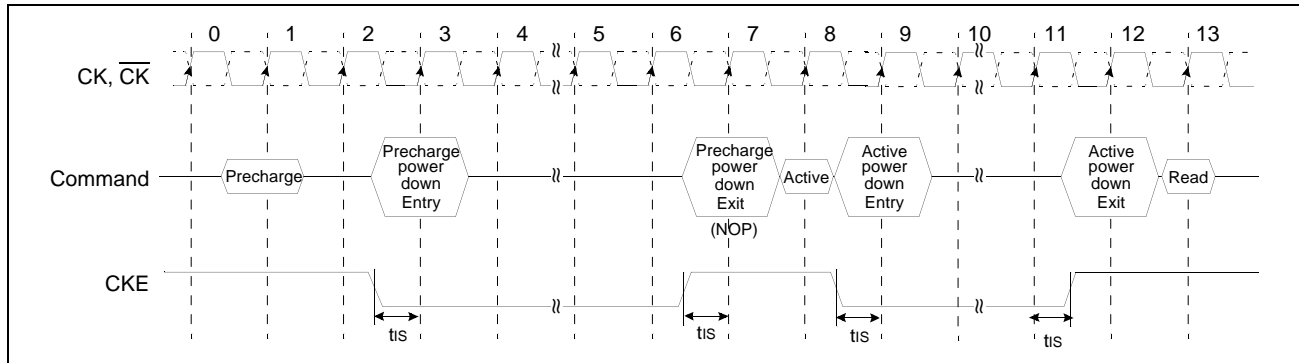 0 1 2 3 4 5 6 7 8 9 10 11 12 13
CK, CK
Command
Precharge
Precharge
power
down
Entry
Precharge
power
down
Exit
(NOP)
Active
Active
power
down
Entry
Active
power
down
Exit
Read
CKE
tIS
tIS
tIS
tIS